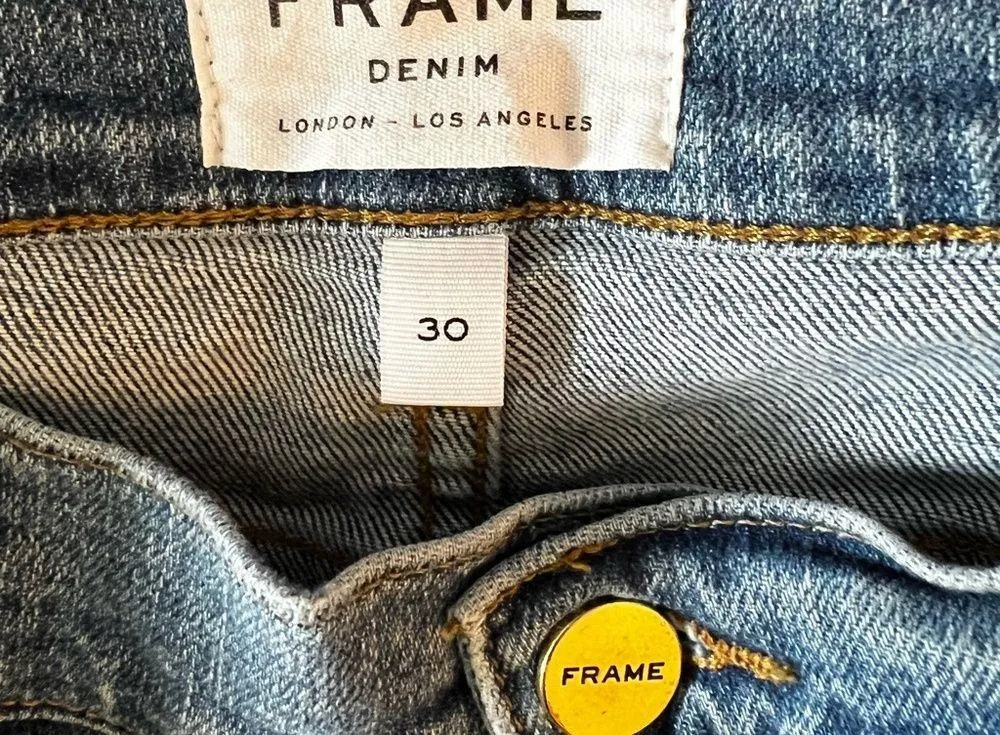 FRAME
DENIM
LONDON - LOS ANGELES
30
FRAME